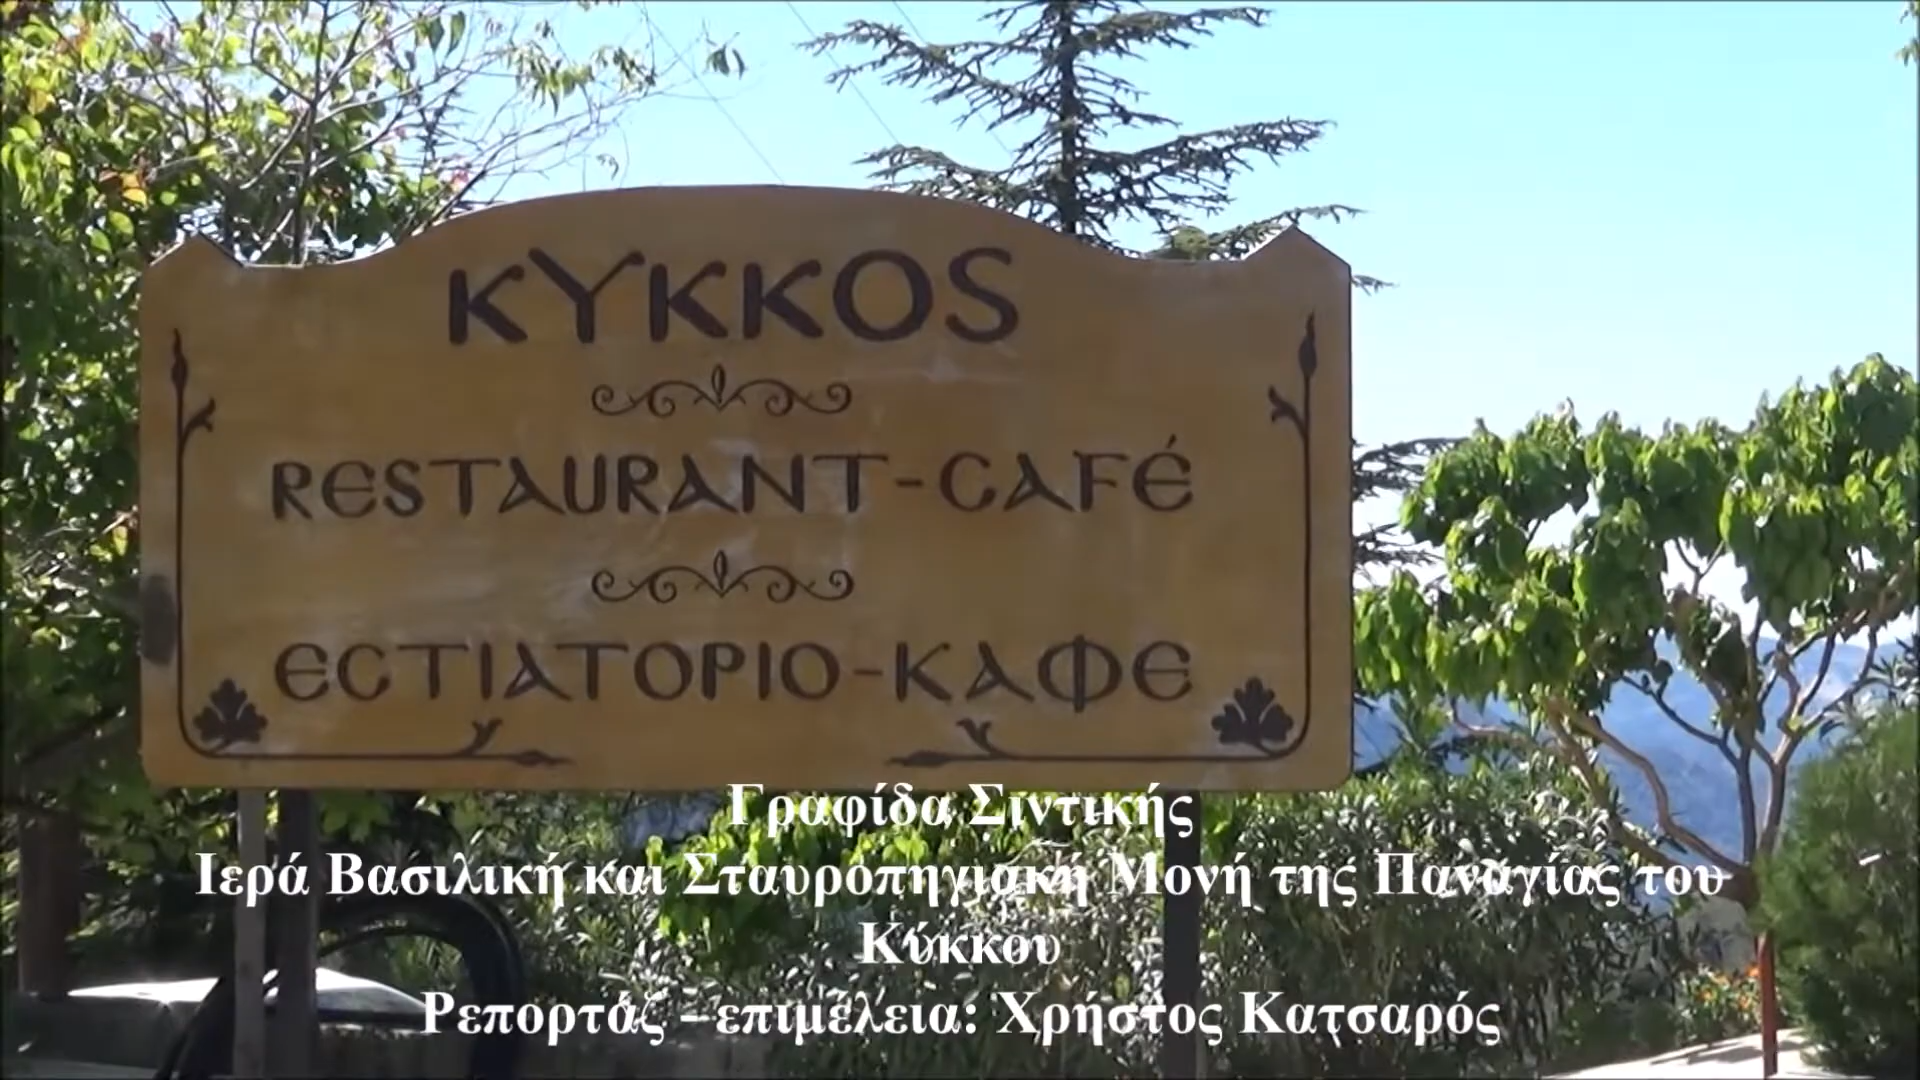 KYKKOS
RESTAURANT-CAFÉ
ЄCTIATOPIO-KAΦЄ
Γραφίδα Σιντικής
Ιερά Βασιλική και Σταυροπηγιακή Μονή της Παναγίας του
Κύκκου
Ρεπορτάζ – επιμέλεια: Χρήστος Κατσαρός